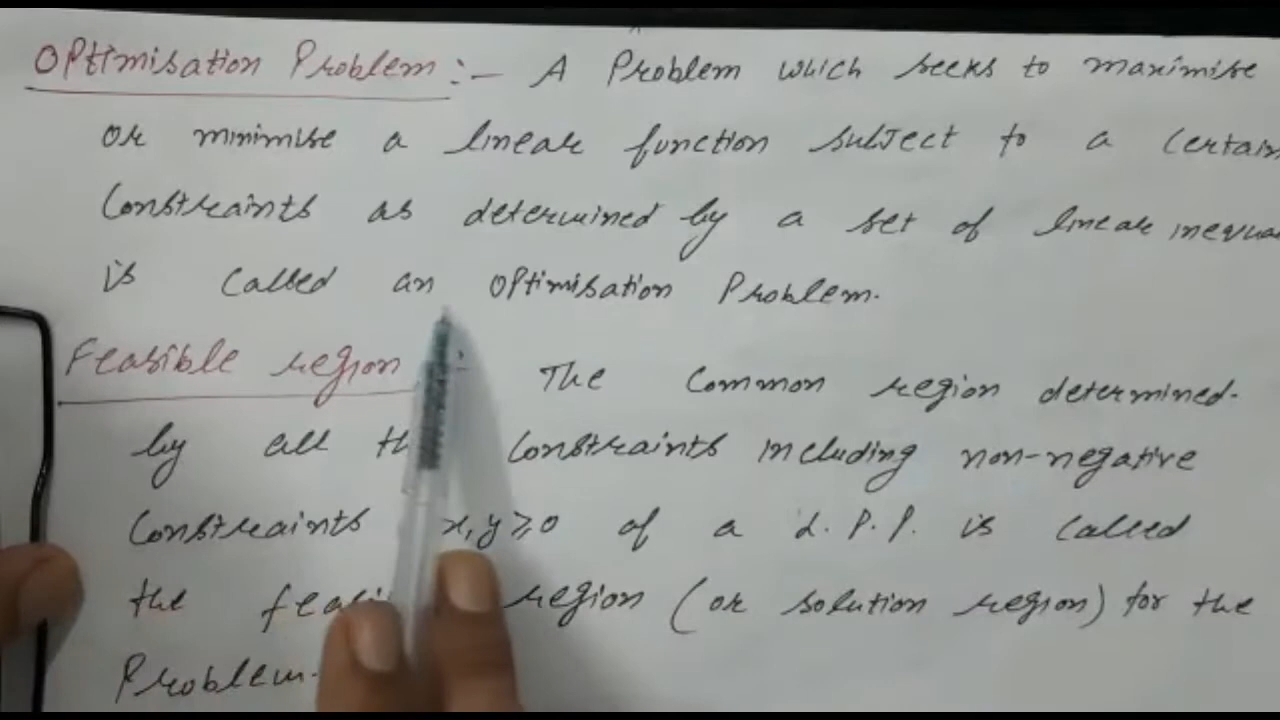 Optimisation Problem :- A Problem which seeks to maximise
or minimise a linear function subject to a certain
Constraints as determined by a set of linear
is called an Optimisation Problem.
Feasible region : The Common region determined-
by all Constraints including non-negative
Constraints x, y ≥ 0 of a L.P.P. is called
the region (or solution region) for the
Problem.